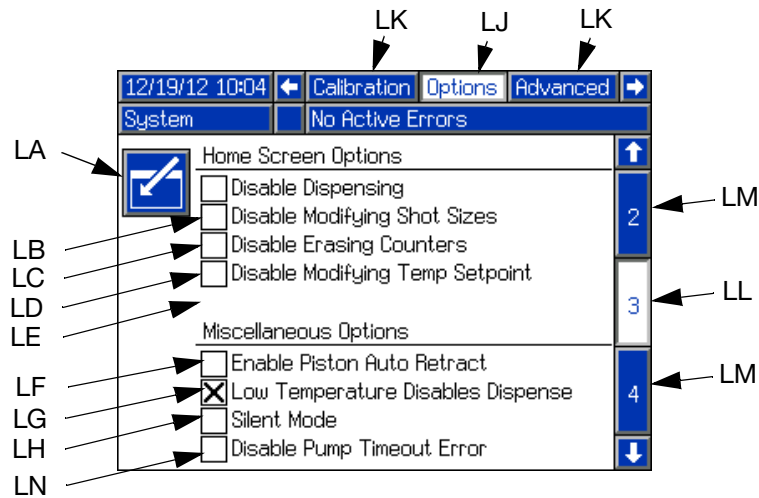 LK LJ LK
12/19/12 10:04 Calibration Options Advanced
System No Active Errors
LA Home Screen Options
Disable Dispensing
LB Disable Modifying Shot Sizes 2 LM
LC Disable Erasing Counters
LD Disable Modifying Temp Setpoint
LE 3 LL
Miscellaneous Options
LF Enable Piston Auto Retract
LG Low Temperature Disables Dispense 4 LM
LH Silent Mode
LN Disable Pump Timeout Error